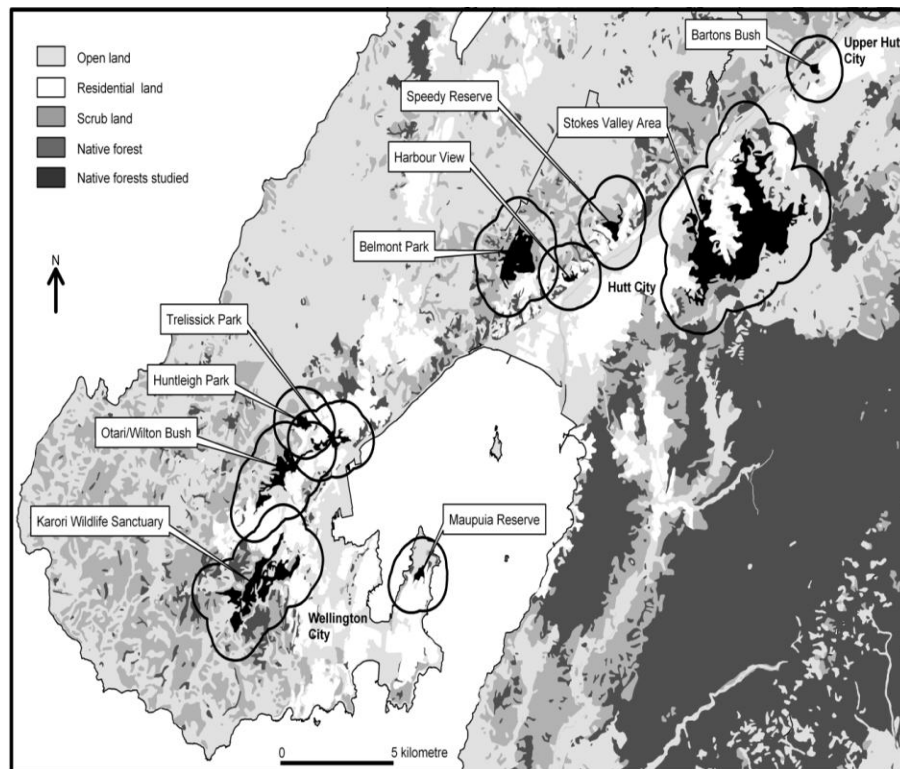 Open land
Residential land
Scrub land
Native forest
Native forests studied
N
Bartons Bush
Upper Hutt
City
Speedy Reserve
Stokes Valley Area
Harbour View
Belmont Park
Hutt City
Trelissick Park
Huntleigh Park
Otari/Wilton Bush
Karori Wildlife Sanctuary
Maupuia Reserve
Wellington
City
0
5 kilometre